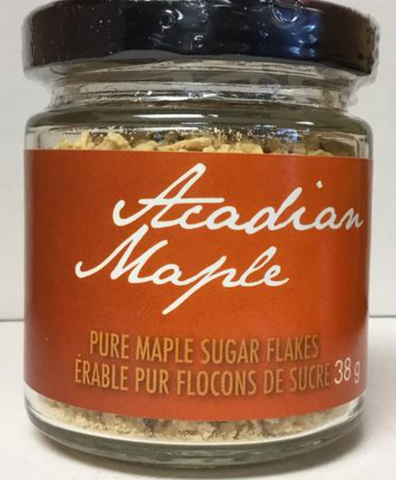 Acadian
Maple
PURE MAPLE SUGAR FLAKES
ÉRABLE PUR FLOCONS DE SUCRE 38 g